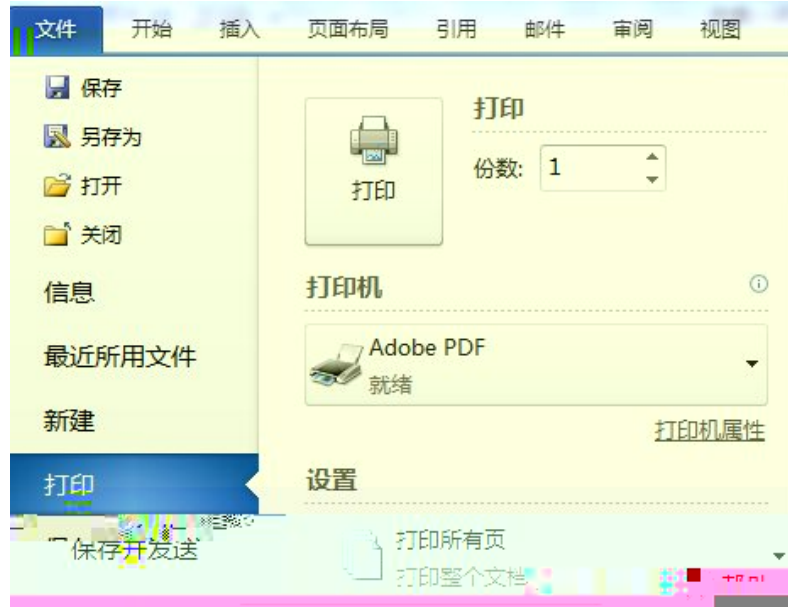 文件 开始 插入 页面布局 引用 邮件 审阅 视图
保存
另存为
打开
关闭
信息
最近所用文件
新建
打印
保存并发送
打印
打印
份数: 1
打印机
Adobe PDF
就绪
打印机属性
设置
打印所有页
打印整个文档